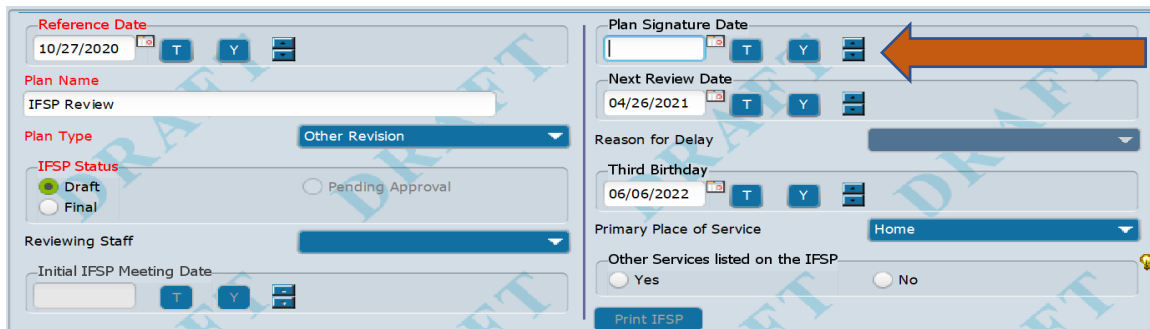 Reference Date
10/27/2020 T Y
Plan Name
IFSP Review
Plan Type Other Revision
IFSP Status
Draft Pending Approval
Final
Reviewing Staff
Initial IFSP Meeting Date
T Y
Plan Signature Date
T Y
Next Review Date
04/26/2021 T Y
Reason for Delay
Third Birthday
06/06/2022 T Y
Primary Place of Service Home
Other Services listed on the IFSP
Yes No
Print IFSP
DRAFT
DRAFT
DRAFT
DRAFT